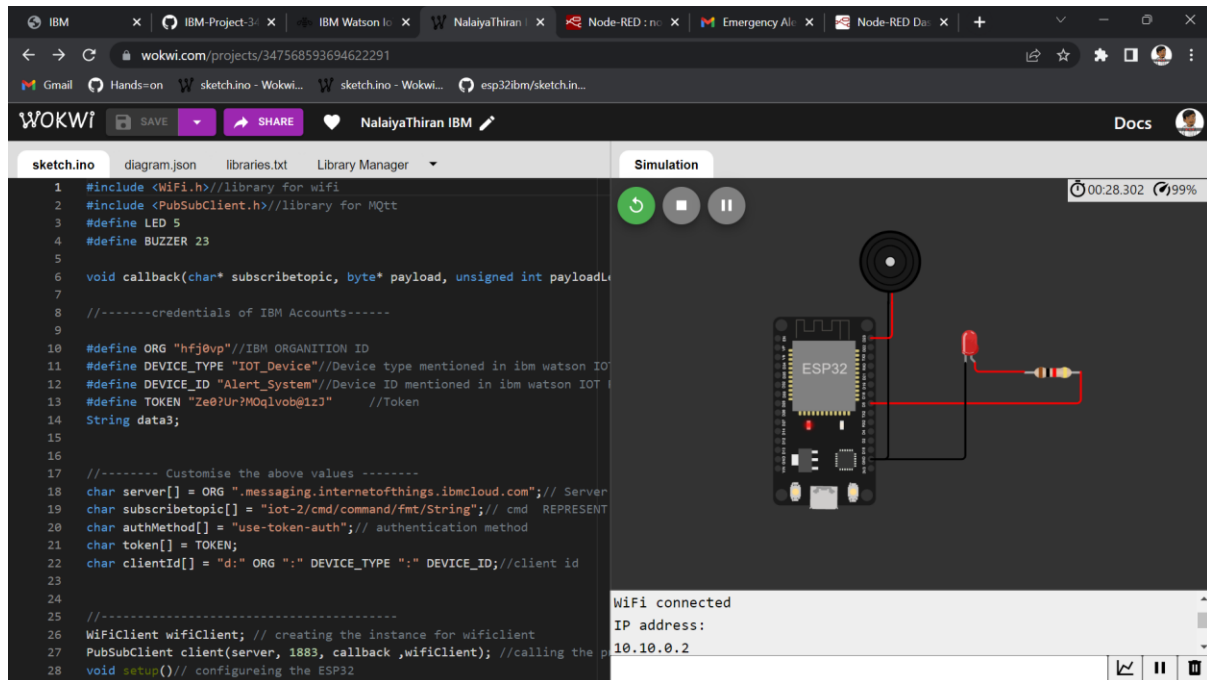 IBM
IBM-Project-34
IBM Watson Io
NalaiyaThiran I
Node-RED : no
Emergency Ale
Node-RED Das
wokwi.com/projects/347568593694622291
Gmail
Hands=on
sketch.ino - Wokwi...
sketch.ino - Wokwi...
esp32ibm/sketch.in...
WOKWI
SAVE
SHARE
NalaiyaThiran IBM
Docs
sketch.ino
diagram.json
libraries.txt
Library Manager
Simulation
1 #include <WiFi.h>//library for wifi
2 #include <PubSubClient.h>//library for MQtt
3 #define LED 5
4 #define BUZZER 23
5
6 void callback(char* subscribetopic, byte* payload, unsigned int payloadLe
7
8 //-------credentials of IBM Accounts------
9
10 #define ORG "hfj0vp"//IBM ORGANITION ID
11 #define DEVICE_TYPE "IOT_Device"//Device type mentioned in ibm watson IO
12 #define DEVICE_ID "Alert_System"//Device ID mentioned in ibm watson IOT
13 #define TOKEN "Ze0?Ur?MOqlvob@1zJ" //Token
14 String data3;
15
16
17 //-------- Customise the above values --------
18 char server[] = ORG ".messaging.internetofthings.ibmcloud.com";// Server
19 char subscribetopic[] = "iot-2/cmd/command/fmt/String";// cmd REPRESENT
20 char authMethod[] = "use-token-auth";// authentication method
21 char token[] = TOKEN;
22 char clientId[] = "d:" ORG ":" DEVICE_TYPE ":" DEVICE_ID;//client id
23
24
25 //-----------------------------------------
26 WiFiClient wifiClient; // creating the instance for wificlient
27 PubSubClient client(server, 1883, callback ,wifiClient); //calling the p
28 void setup()// configureing the ESP32
00:28.302
99%
ESP32
WiFi connected
IP address:
10.10.0.2